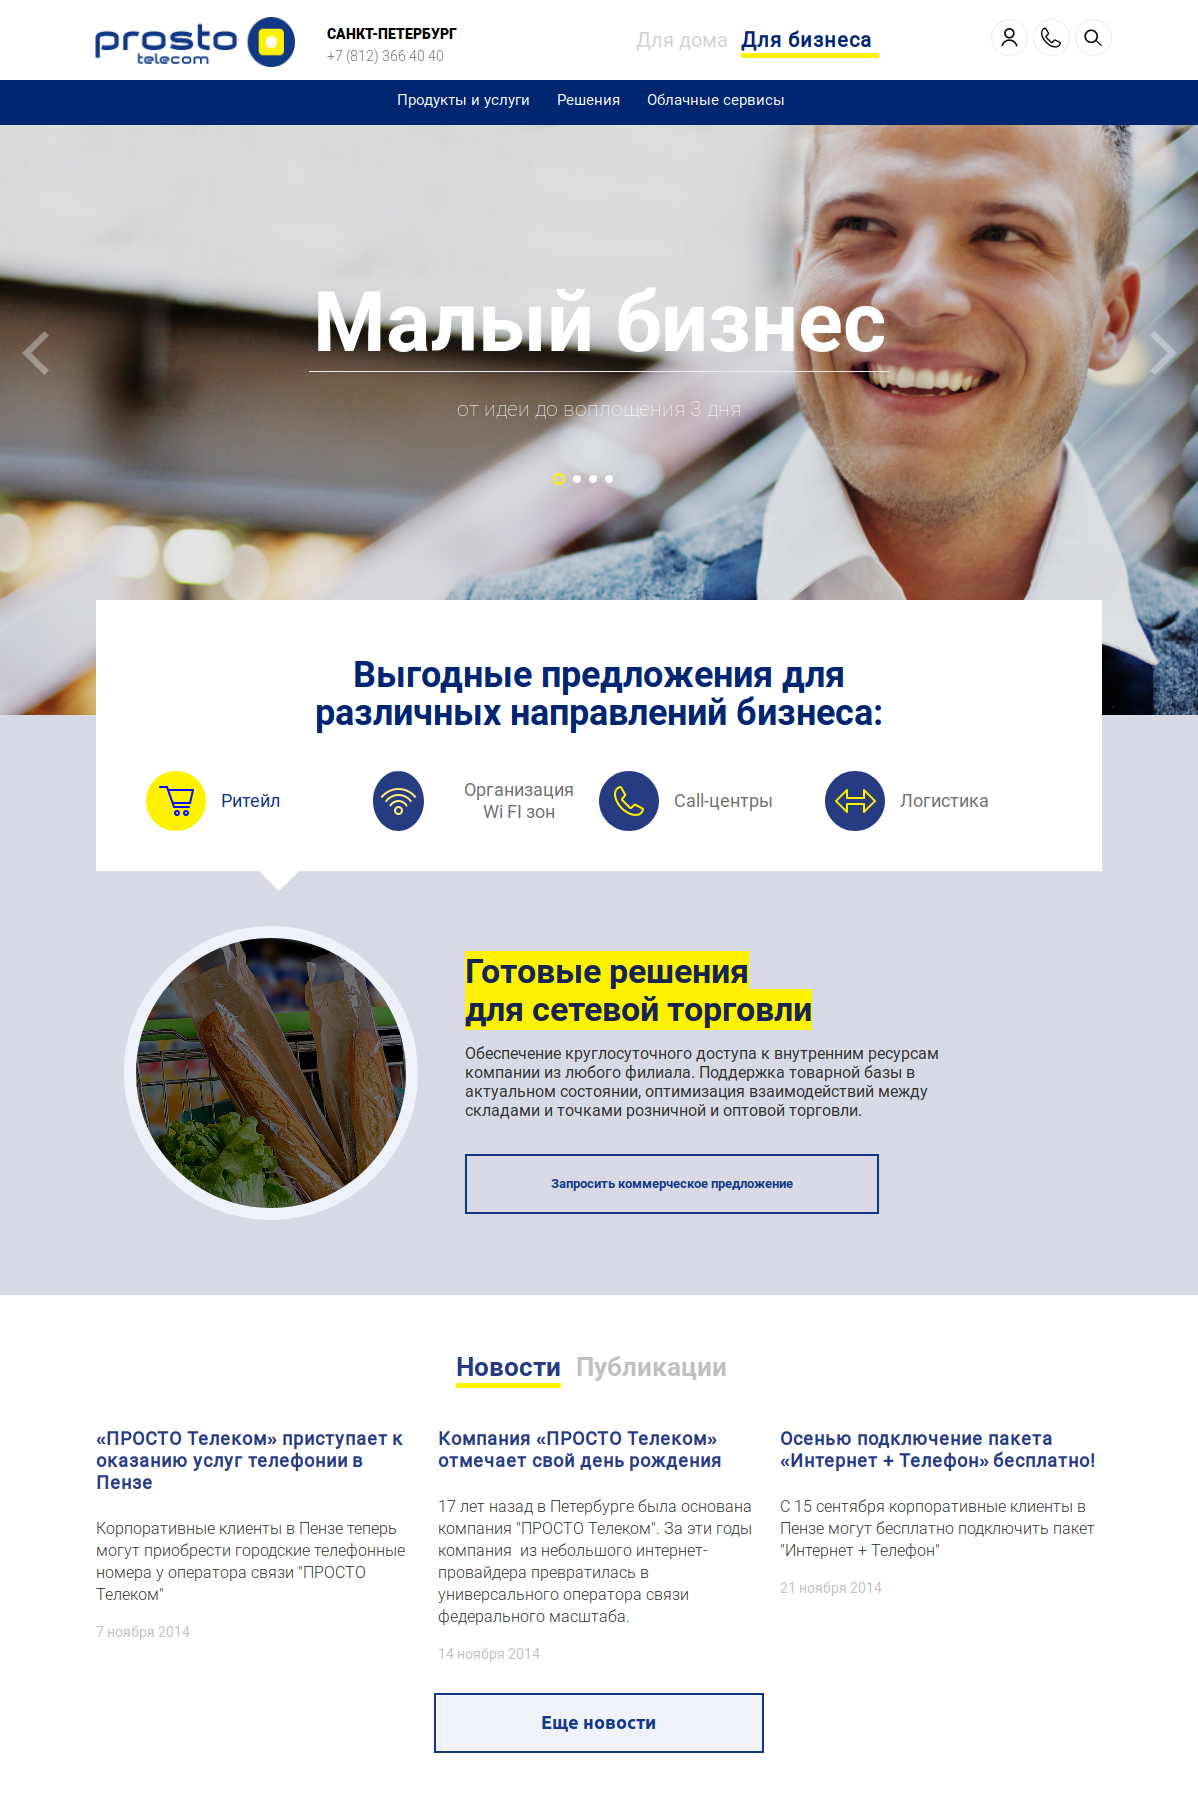 prosto
telecom
САНКТ-ПЕТЕРБУРГ
+7 (812) 366 40 40
Для дома Для бизнеса
Продукты и услуги Решения Облачные сервисы
Малый бизнес
от идеи до воплощения 3 дня
Выгодные предложения для
различных направлений бизнеса:
Ритейл
Организация
Wi FI зон
Call-центры
Логистика
Готовые решения
для сетевой торговли
Обеспечение круглосуточного доступа к внутренним ресурсам
компании из любого филиала. Поддержка товарной базы в
актуальном состоянии, оптимизация взаимодействий между
складами и точками розничной и оптовой торговли.
Запросить коммерческое предложение
Новости Публикации
«ПРОСТО Телеком» приступает к
оказанию услуг телефонии в
Пензе
Корпоративные клиенты в Пензе теперь
могут приобрести городские телефонные
номера у оператора связи "ПРОСТО
Телеком"
7 ноября 2014
Компания «ПРОСТО Телеком»
отмечает свой день рождения
17 лет назад в Петербурге была основана
компания "ПРОСТО Телеком". За эти годы
компания  из небольшого интернет-
провайдера превратилась в
универсального оператора связи
федерального масштаба.
14 ноября 2014
Осенью подключение пакета
«Интернет + Телефон» бесплатно!
С 15 сентября корпоративные клиенты в
Пензе могут бесплатно подключить пакет
"Интернет + Телефон"
21 ноября 2014
Еще новости